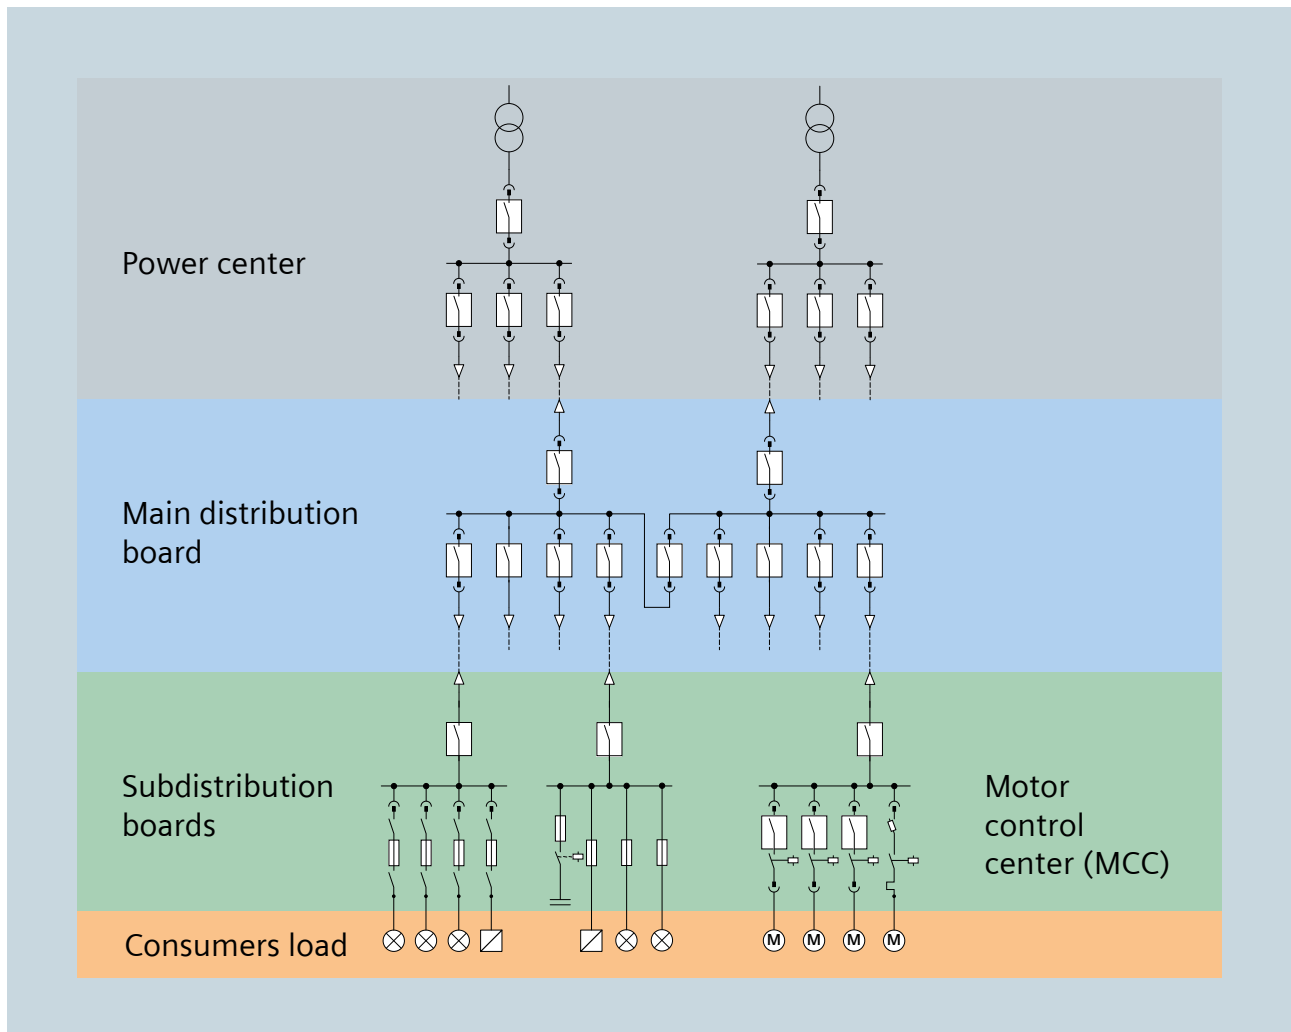 Power center
Main distribution
board
Subdistribution
boards
Motor
control
center (MCC)
Consumers load
M M M M